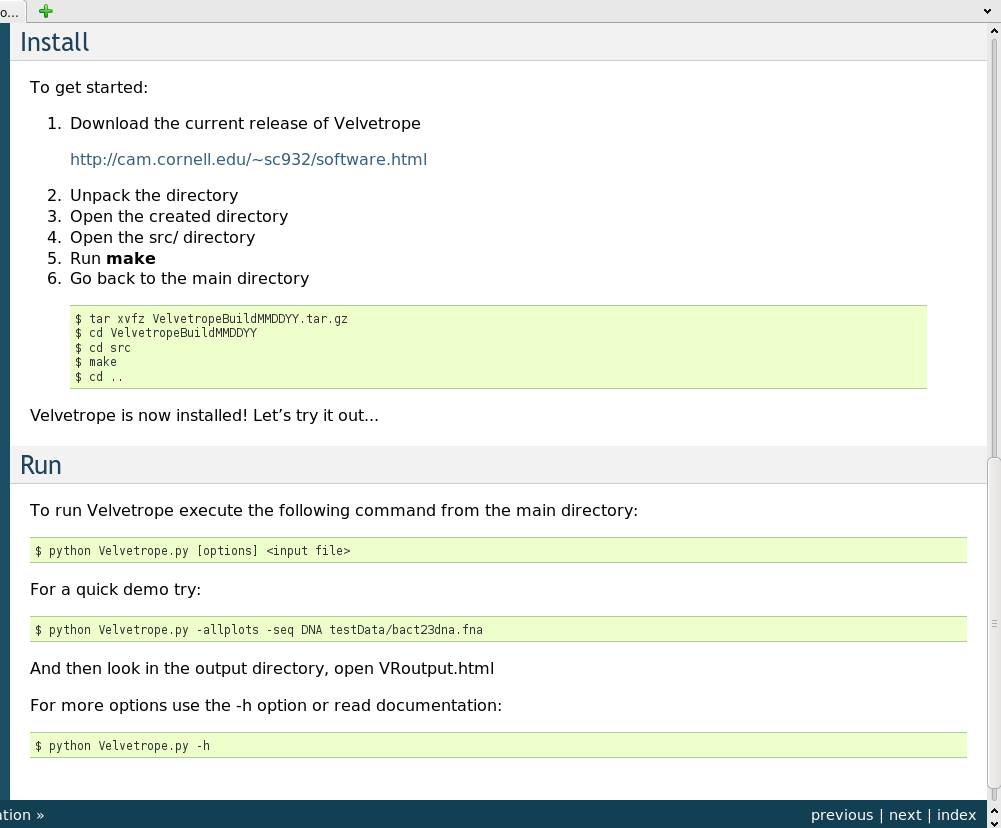 o...
Install
To get started:
1. Download the current release of Velvetrope
http://cam.cornell.edu/~sc932/software.html
2. Unpack the directory
3. Open the created directory
4. Open the src/ directory
5. Run make
6. Go back to the main directory
$ tar xvfz VelvetropeBuildMMDDYY.tar.gz
$ cd VelvetropeBuildMMDDYY
$ cd src
$ make
$ cd ..
Velvetrope is now installed! Let’s try it out...
Run
To run Velvetrope execute the following command from the main directory:
$ python Velvetrope.py [options] <input file>
For a quick demo try:
$ python Velvetrope.py -allplots -seq DNA testData/bact23dna.fna
And then look in the output directory, open VRoutput.html
For more options use the -h option or read documentation:
$ python Velvetrope.py -h
ation » previous | next | index